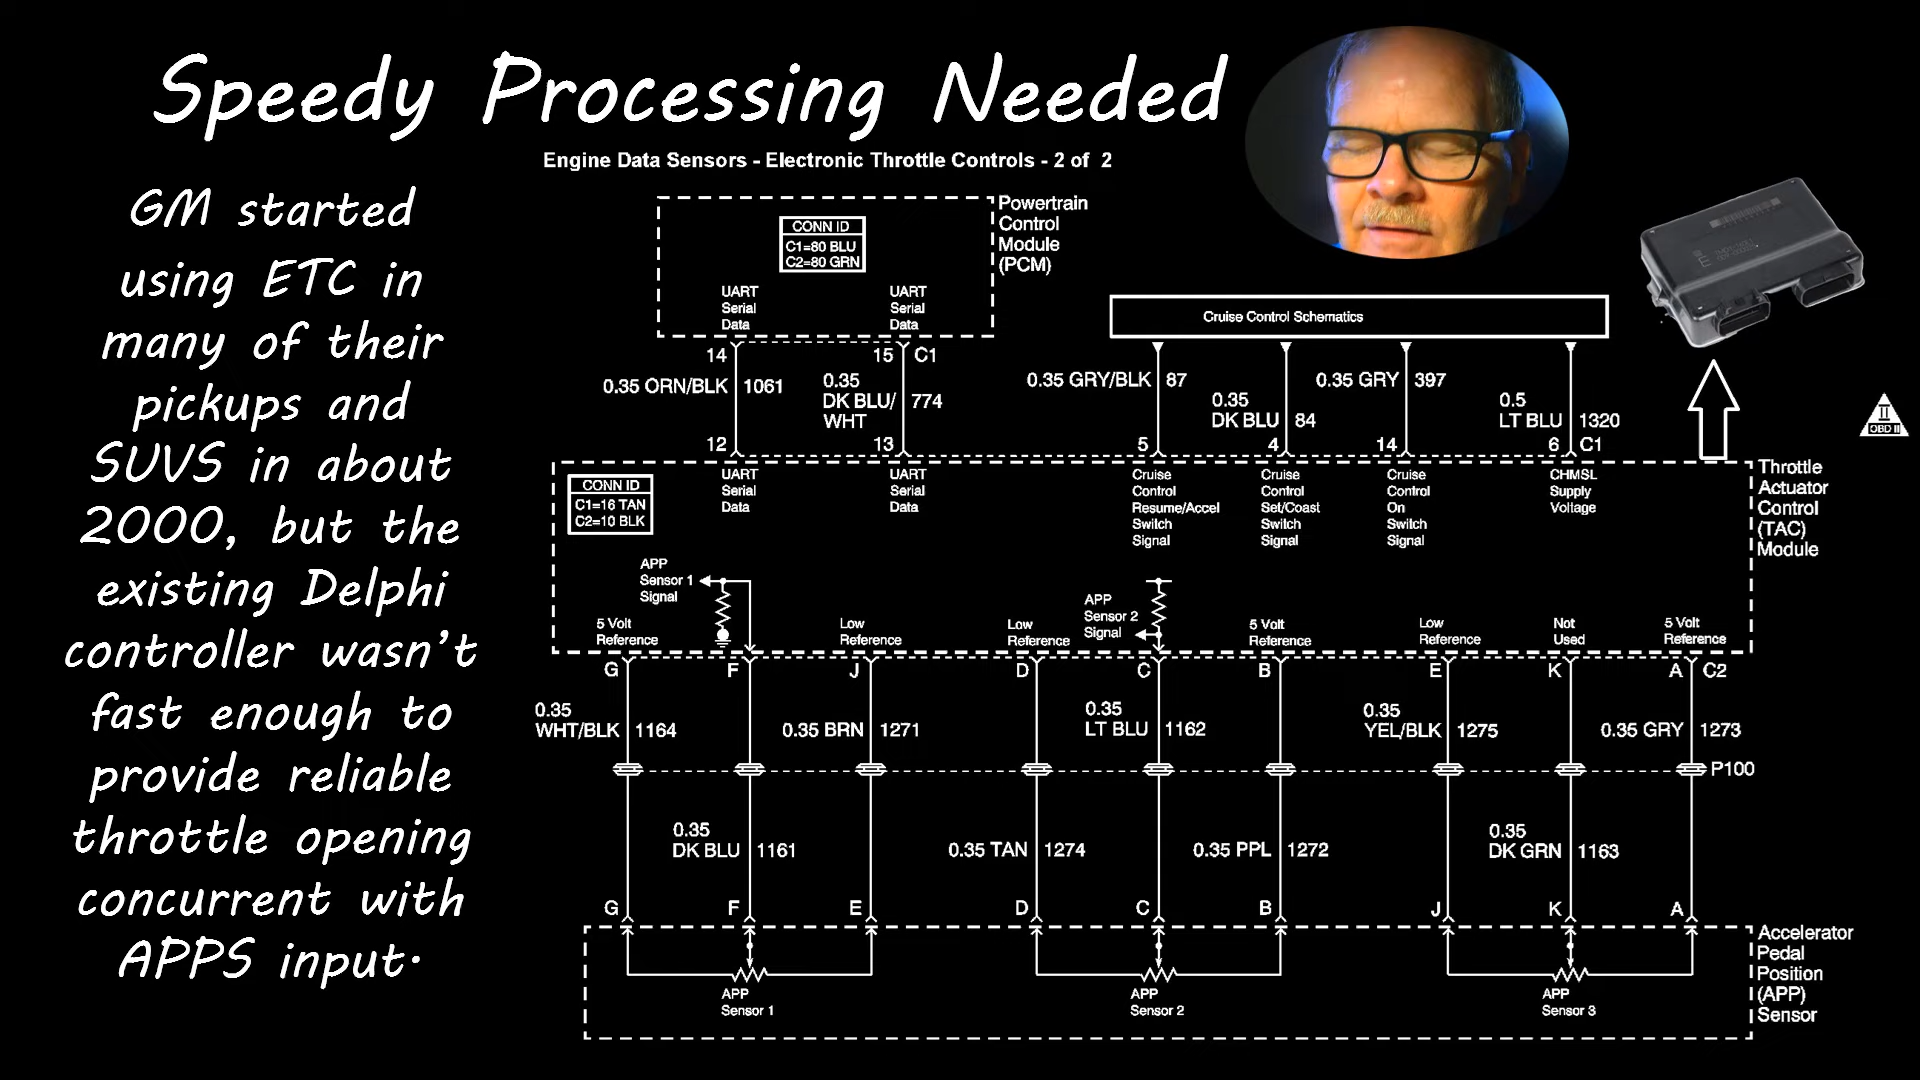 Speedy Processing Needed
GM started
using ETC in
many of their
pickups and
SUVS in about
2000, but the
existing Delphi
controller wasn't
fast enough to
provide reliable
throttle opening
concurrent with
APPS input.
Engine Data Sensors - Electronic Throttle Controls - 2 of 2
Powertrain
Control
Module
(PCM)
CONN ID
C1=80 BLU
C2=80 GRN
UART
Serial
Data
UART
Serial
Data
14
15
C1
0.35 ORN/BLK
1061
0.35
DK BLU/
WHT
774
12
13
Cruise Control Schematics
0.35 GRY/BLK
87
0.35
DK BLU
84
0.35 GRY
397
0.5
LT BLU
1320
5
4
14
6
C1
II
OBD II
Throttle
Actuator
Control
(TAC)
Module
CONN ID
C1=16 TAN
C2=10 BLK
UART
Serial
Data
UART
Serial
Data
Cruise
Control
Resume/Accel
Switch
Signal
Cruise
Control
Set/Coast
Switch
Signal
Cruise
Control
On
Switch
Signal
CHMSL
Supply
Voltage
APP
Sensor 1
Signal
APP
Sensor 2
Signal
5 Volt
Reference
Low
Reference
Low
Reference
5 Volt
Reference
Low
Reference
Not
Used
5 Volt
Reference
G
F
J
D
C
B
E
K
A
C2
0.35
WHT/BLK
1164
0.35 BRN
1271
0.35
LT BLU
1162
0.35
YEL/BLK
1275
0.35 GRY
1273
P100
0.35
DK BLU
1161
0.35 TAN
1274
0.35 PPL
1272
0.35
DK GRN
1163
G
F
E
D
C
B
J
K
A
APP
Sensor 1
APP
Sensor 2
APP
Sensor 3
Accelerator
Pedal
Position
(APP)
Sensor